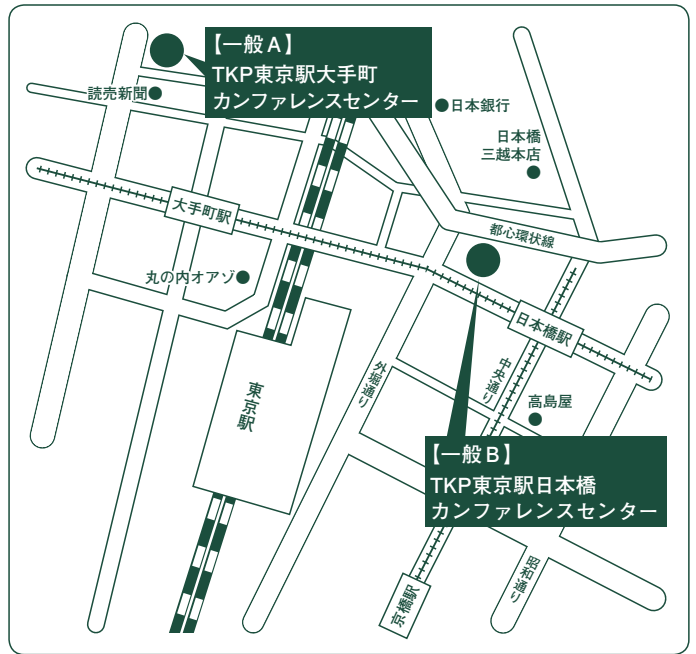 【一般A】
TKP東京駅大手町
カンファレンスセンター
読売新聞
日本銀行
日本橋
三越本店
大手町駅
都心環状線
丸の内オアゾ
日本橋駅
外堀通り
中央通り
東京駅
高島屋
【一般B】
TKP東京駅日本橋
カンファレンスセンター
昭和通り
京橋駅